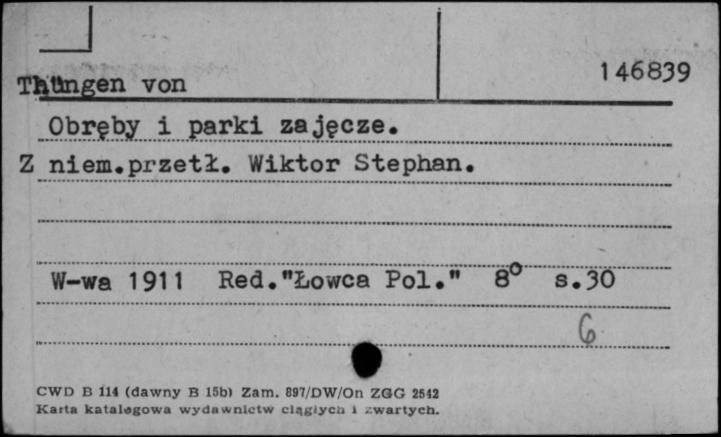 146839
Thüngen von
Obręby i parki zajęcze.
Z niem.przetł. Wiktor Stephan.
W-wa 1911 Red."Łowca Pol." 8° s.30
6
CWD B 114 (dawny B 15b) Zam. 897/DW/On ZGG 2542
Karta katalogowa wydawnictw ciągłych i zwartych.